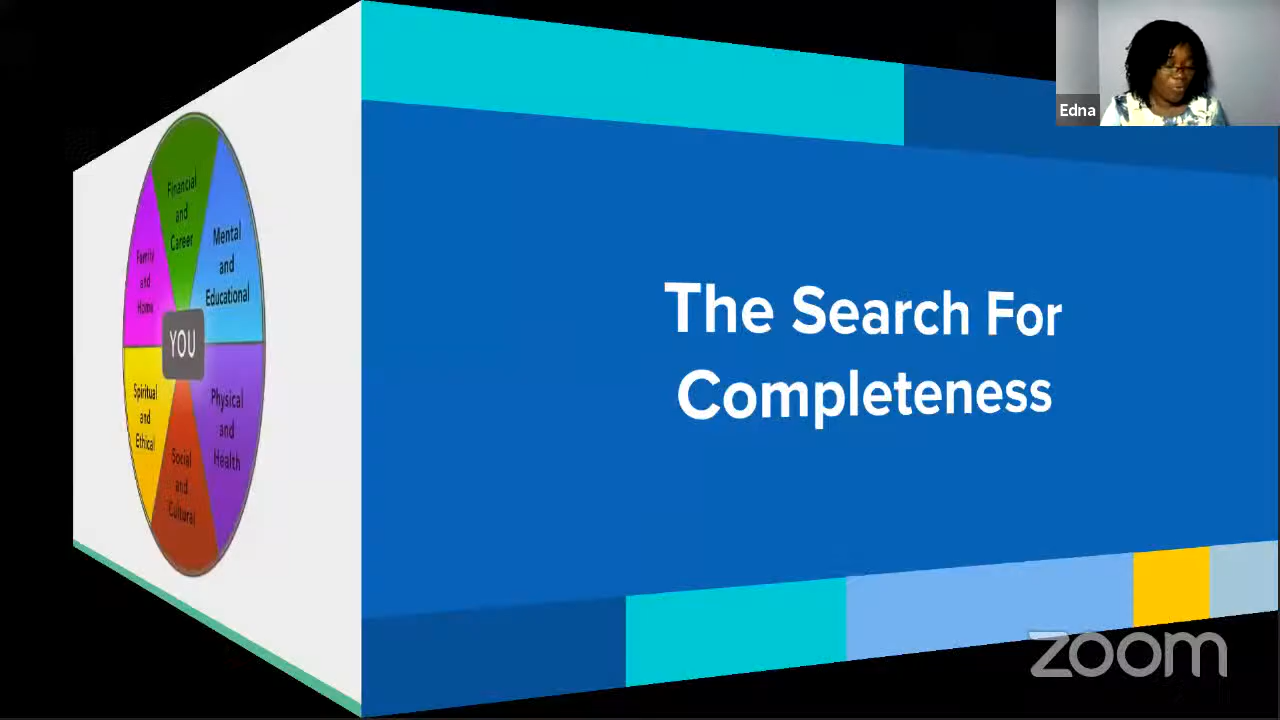 Financial
and
Career
Mental
and
Educational
Family
and
Home
YOU
Spiritual
and
Ethical
Physical
and
Health
Social
and
Cultural
The Search For
Completeness
Edna
zoom